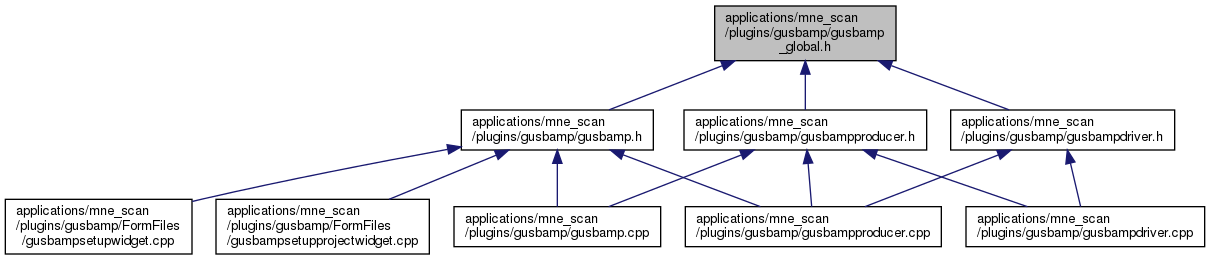 applications/mne_scan
/plugins/gusbamp/gusbamp
_global.h
applications/mne_scan
/plugins/gusbamp/gusbamp.h
applications/mne_scan
/plugins/gusbamp/gusbampproducer.h
applications/mne_scan
/plugins/gusbamp/gusbampdriver.h
applications/mne_scan
/plugins/gusbamp/FormFiles
/gusbampsetupwidget.cpp
applications/mne_scan
/plugins/gusbamp/FormFiles
/gusbampsetupprojectwidget.cpp
applications/mne_scan
/plugins/gusbamp/gusbamp.cpp
applications/mne_scan
/plugins/gusbamp/gusbampproducer.cpp
applications/mne_scan
/plugins/gusbamp/gusbampdriver.cpp